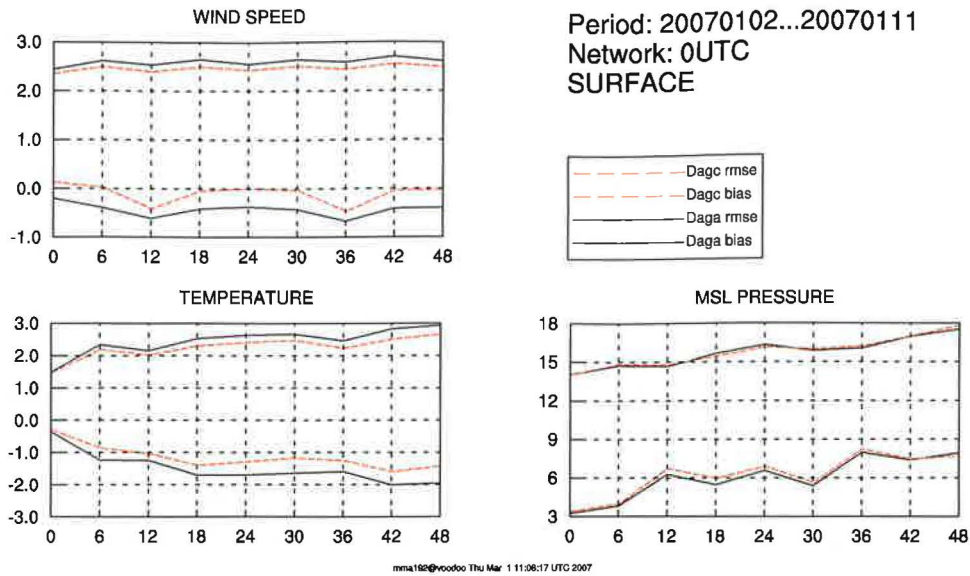 WIND SPEED
3.0
2.0
1.0
0.0
-1.0
0 6 12 18 24 30 36 42 48
Period: 20070102...20070111
Network: 0UTC
SURFACE
Dagc rmse
Dagc bias
Daga rmse
Daga bias
TEMPERATURE
3.0
2.0
1.0
0.0
-1.0
-2.0
-3.0
0 6 12 18 24 30 36 42 48
MSL PRESSURE
18
15
12
9
6
3
0 6 12 18 24 30 36 42 48
mma192@voodoo Thu Mar 1 11:06:17 UTC 2007